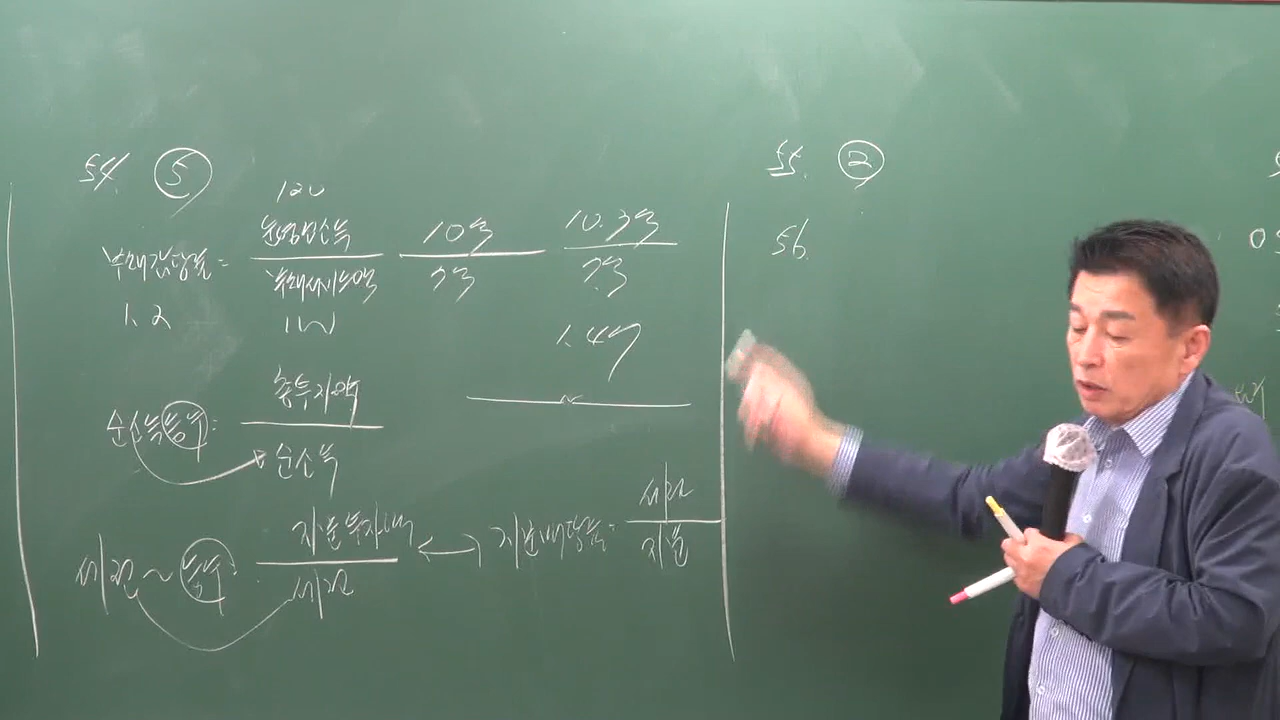 54. ⑤
120
부채감당률 = 순영업소득 / 부채서비스액
10억 / 7억
10.3억 / 7억
1.2
100
1.47
순소득승수 = 총투자액 / 순소득
세전~승수 = 지분투자액 / 세전
↔ 지분배당률 = 세전 / 지분
55. ②
56.